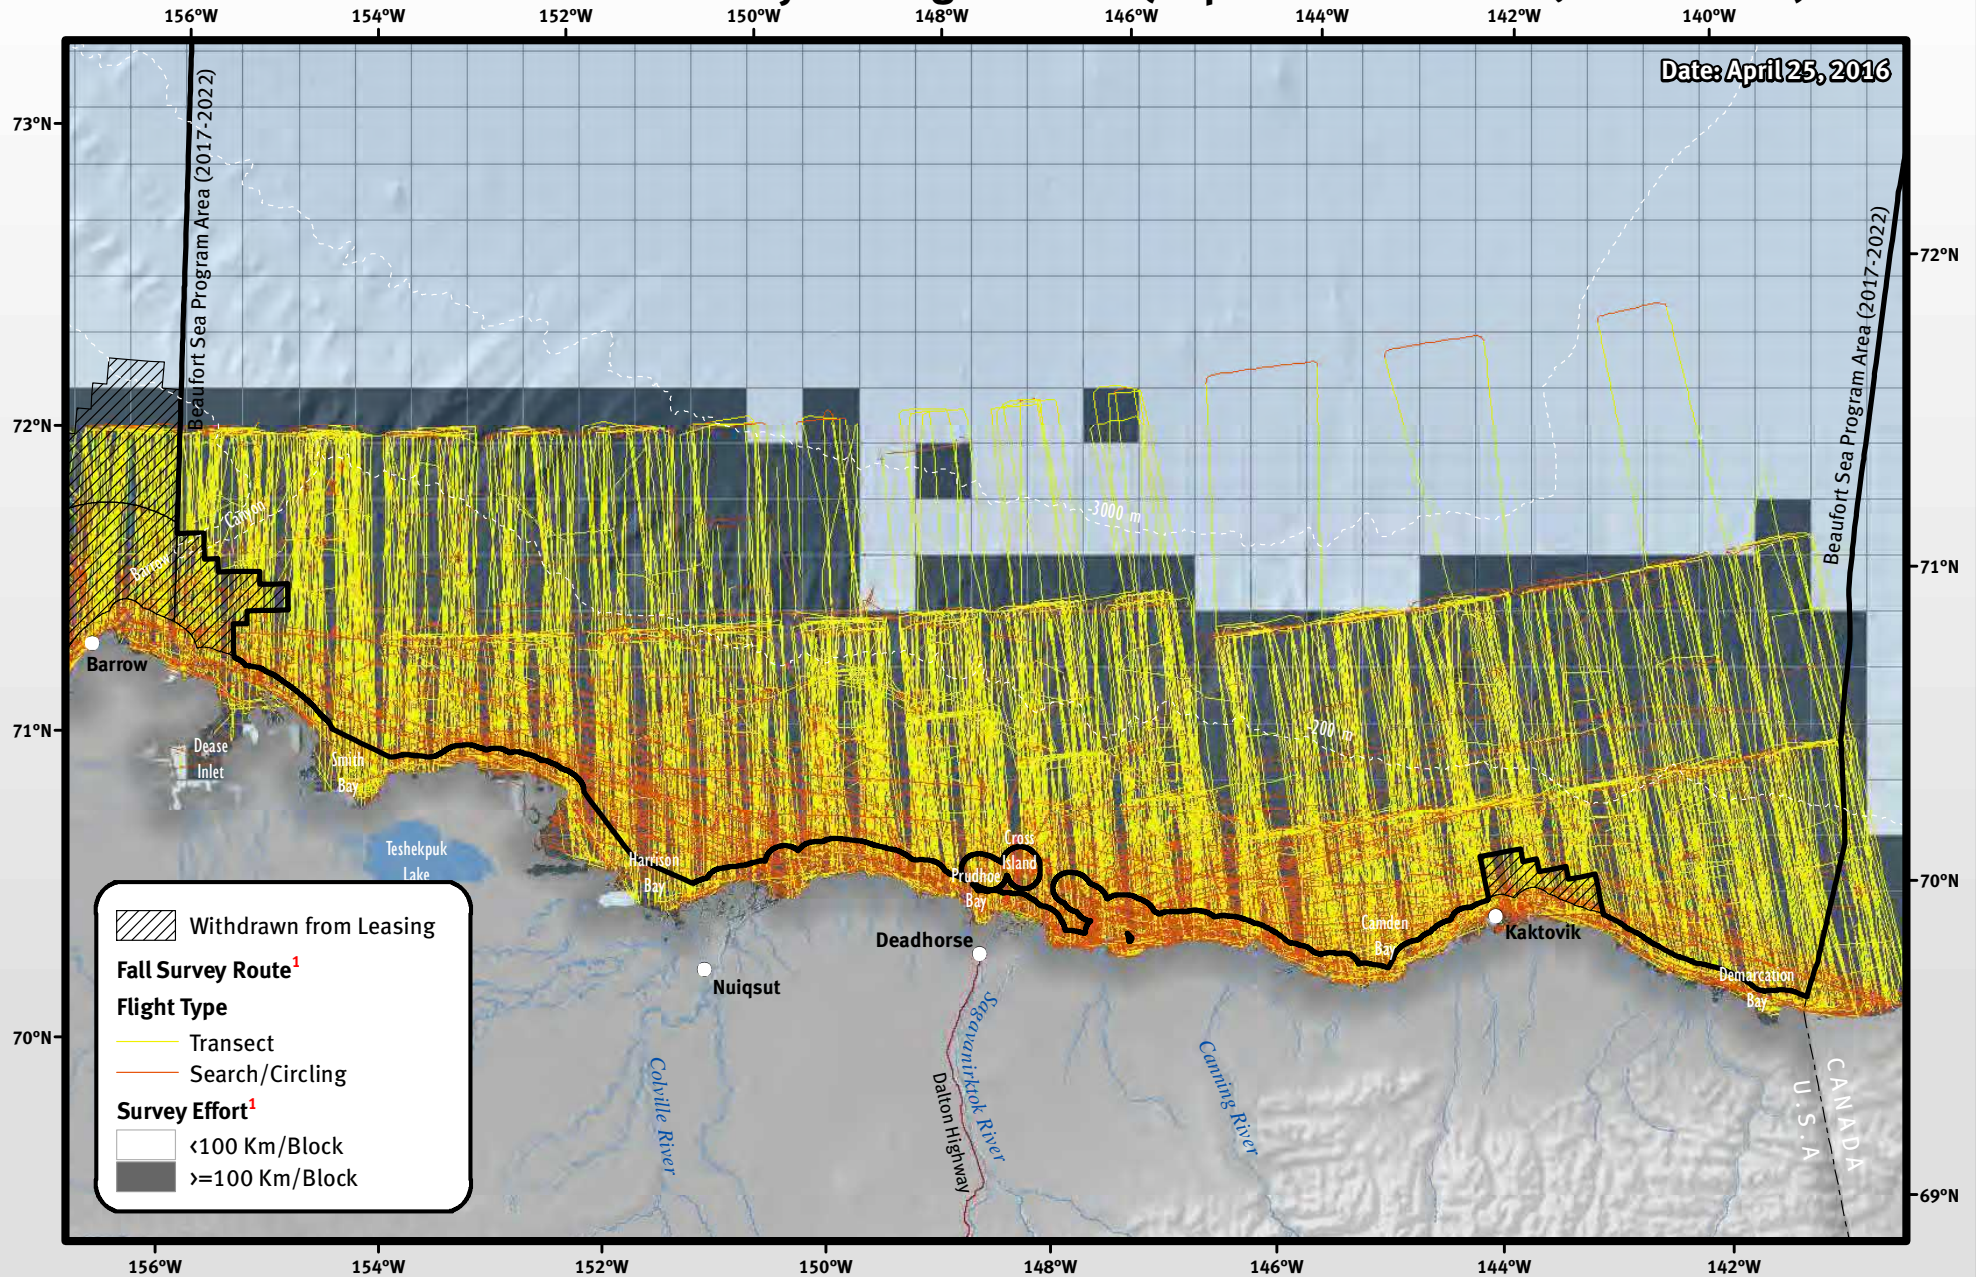 156°W 154°W 152°W 150°W 148°W 146°W 144°W 142°W 140°W
Date: April 25, 2016
73°N
72°N
71°N
70°N
72°N
71°N
70°N
69°N
Beaufort Sea Program Area (2017-2022)
Beaufort Sea Program Area (2017-2022)
Canyon
Barrow
-3000 m
-200 m
Barrow
Dease
Inlet
Smith
Bay
Teshekpuk
Lake
Harrison
Bay
Cross
Island
Prudhoe
Bay
Camden
Bay
Kaktovik
Demarcation
Bay
Deadhorse
Nuiqsut
Colville River
Sagavanirktok River
Dalton Highway
Canning River
CANADA
U.S.A
Withdrawn from Leasing
Fall Survey Route1
Flight Type
Transect
Search/Circling
Survey Effort1
<100 Km/Block
>=100 Km/Block
156°W 154°W 152°W 150°W 148°W 146°W 144°W 142°W